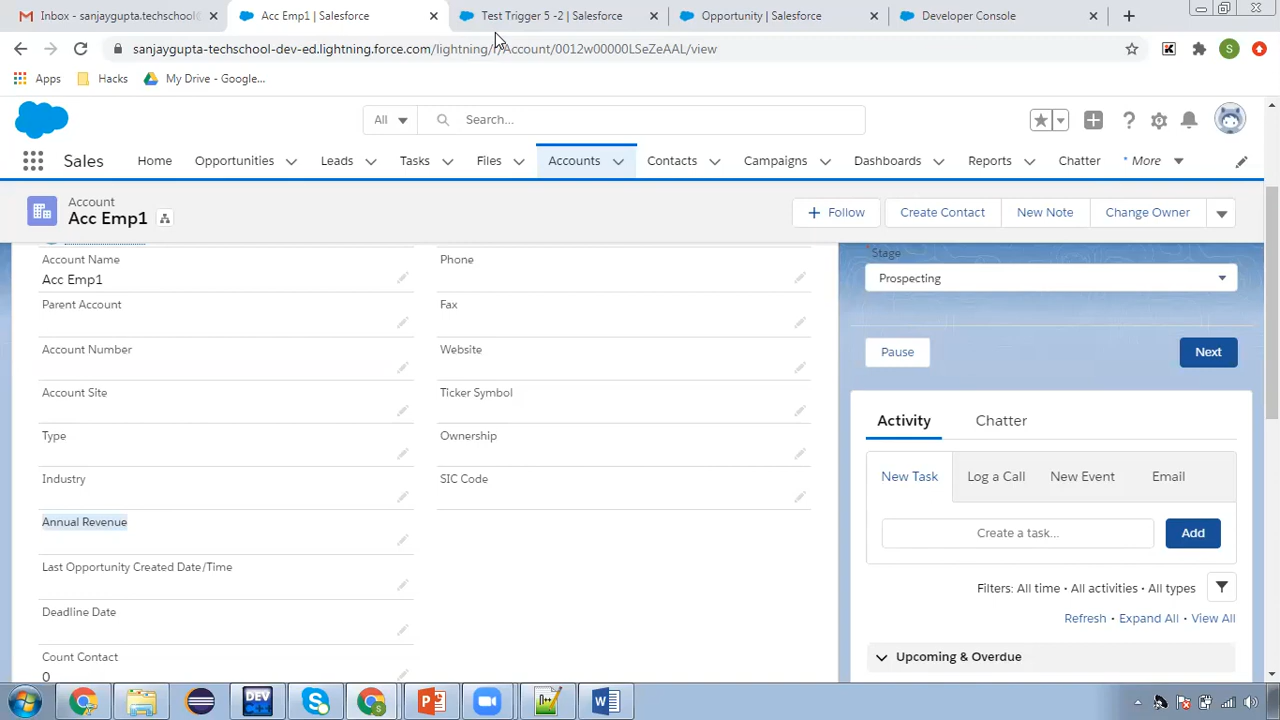 Inbox - sanjaygupta.techschool
Acc Emp1 | Salesforce
Test Trigger 5 -2 | Salesforce
Opportunity | Salesforce
Developer Console
sanjaygupta-techschool-dev-ed.lightning.force.com/lightning/r/Account/0012w00000LSeZeAAL/view
S
Apps
Hacks
My Drive - Google...
All
Search...
Sales
Home
Opportunities
Leads
Tasks
Files
Accounts
Contacts
Campaigns
Dashboards
Reports
Chatter
* More
Account
Acc Emp1
Follow
Create Contact
New Note
Change Owner
Account Name
Acc Emp1
Parent Account
Account Number
Account Site
Type
Industry
Annual Revenue
Last Opportunity Created Date/Time
Deadline Date
Count Contact
0
Phone
Fax
Website
Ticker Symbol
Ownership
SIC Code
* Stage
Prospecting
Pause
Next
Activity
Chatter
New Task
Log a Call
New Event
Email
Create a task...
Add
Filters: All time • All activities • All types
Refresh • Expand All • View All
Upcoming & Overdue
DEV
C++